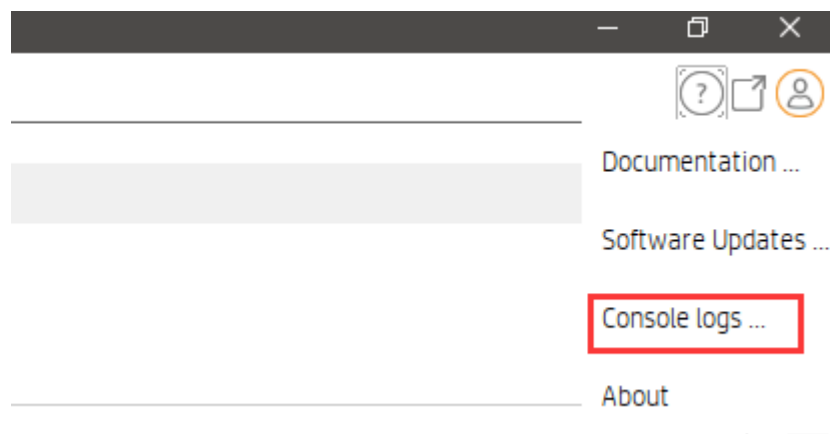 ?
Documentation ...
Software Updates ...
Console logs ...
About